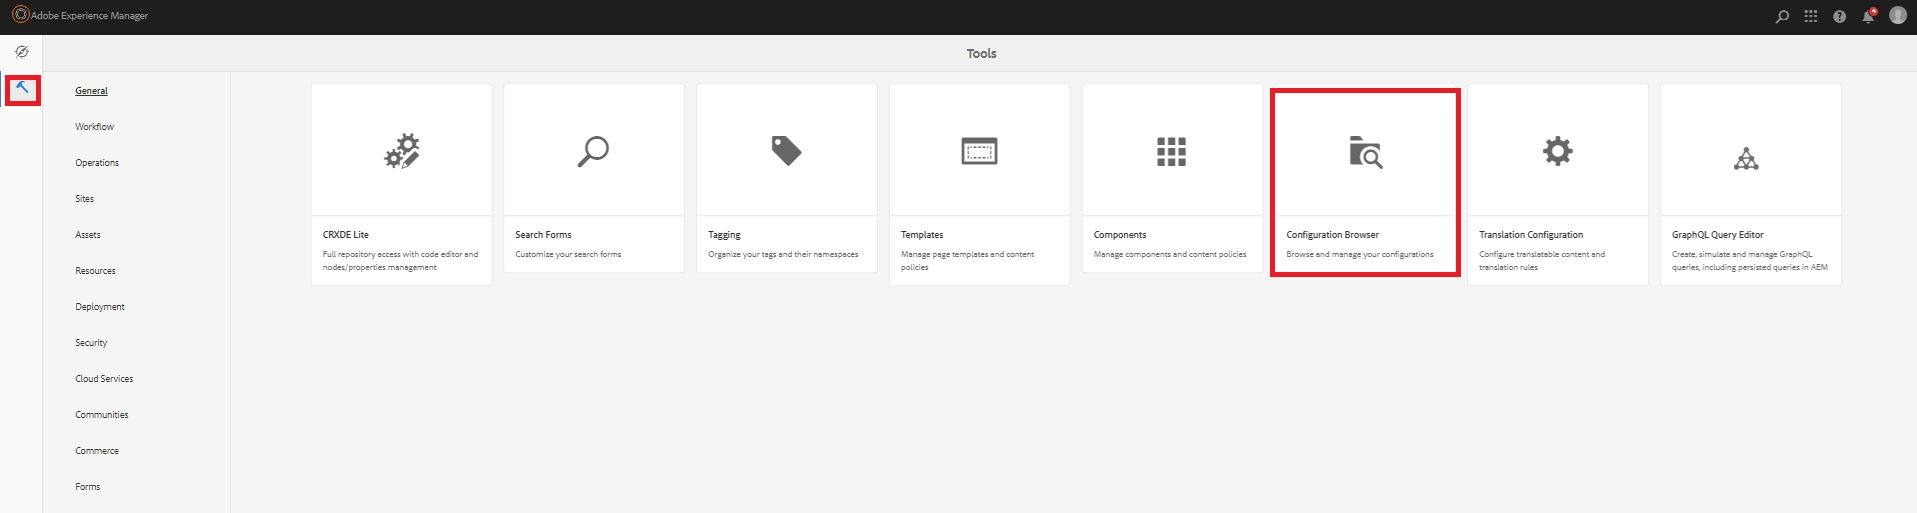 Adobe Experience Manager
4
Tools
General
Workflow
Operations
Sites
Assets
Resources
Deployment
Security
Cloud Services
Communities
Commerce
Forms
CRXDE Lite
Full repository access with code editor and
nodes/properties management
Search Forms
Customize your search forms
Tagging
Organize your tags and their namespaces
Templates
Manage page templates and content
policies
Components
Manage components and content policies
Configuration Browser
Browse and manage your configurations
Translation Configuration
Configure translatable content and
translation rules
GraphQL Query Editor
Create, simulate and manage GraphQL
queries, including persisted queries in AEM